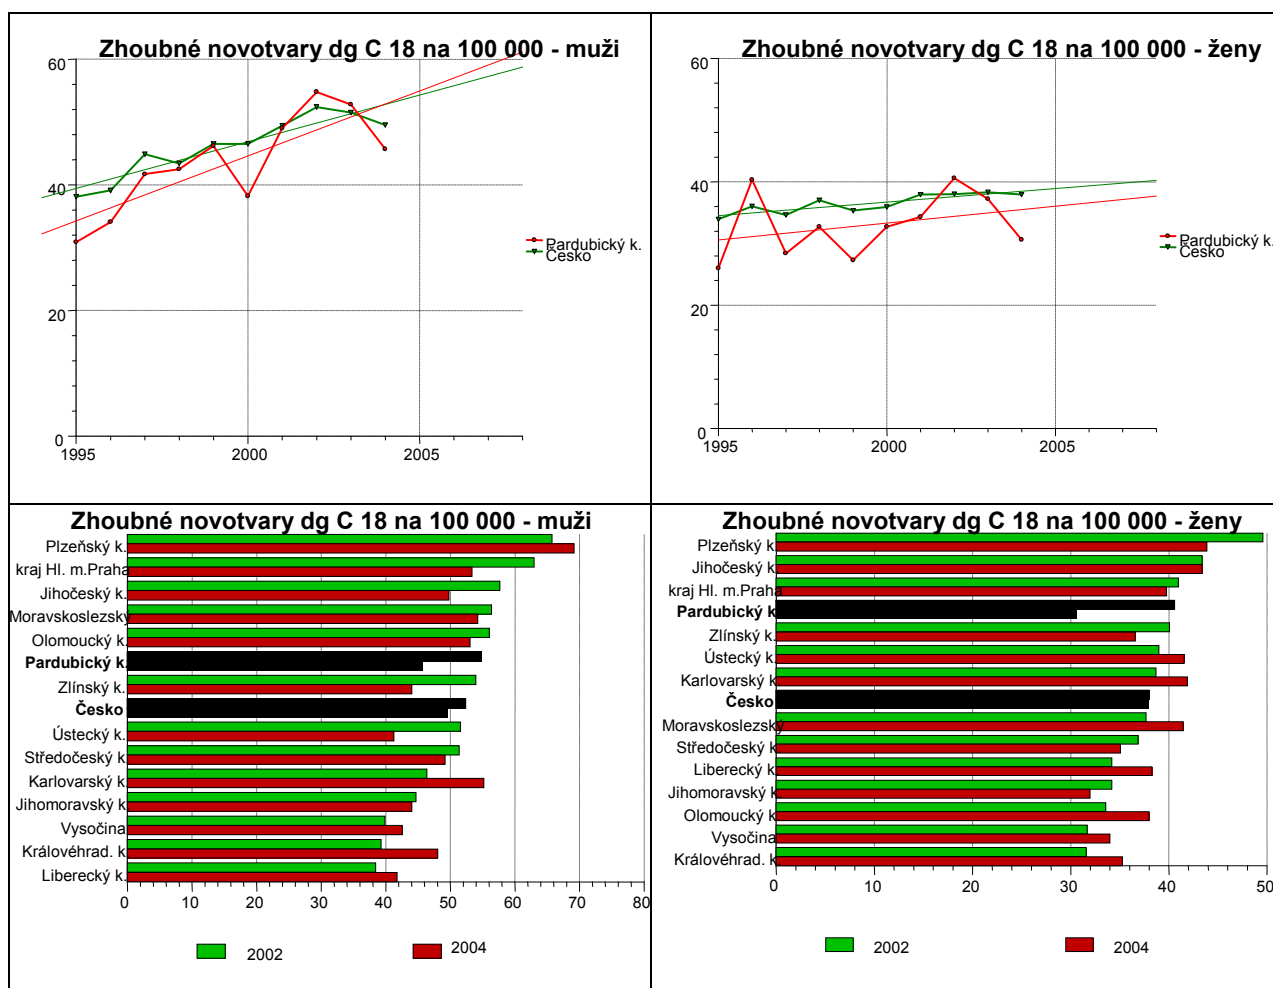 Zhoubné novotvary dg C 18 na 100 000 - muži
60
40
20
0
1995
2000
2005
Pardubický k.
Česko
Zhoubné novotvary dg C 18 na 100 000 - ženy
60
40
20
0
1995
2000
2005
Pardubický k.
Česko
Zhoubné novotvary dg C 18 na 100 000 - muži
Plzeňský k.
kraj Hl. m.Praha
Jihočeský k.
Moravskoslezský
Olomoucký k.
Pardubický k.
Zlínský k.
Česko
Ústecký k.
Středočeský k.
Karlovarský k.
Jihomoravský k.
Vysočina
Královéhrad. k
Liberecký k.
0 10 20 30 40 50 60 70 80
2002 2004
Zhoubné novotvary dg C 18 na 100 000 - ženy
Plzeňský k
Jihočeský k.
kraj Hl. m.Praha
Pardubický k
Zlínský k.
Ústecký k.
Karlovarský k
Česko
Moravskoslezský
Středočeský k
Liberecký k
Jihomoravský k
Olomoucký k
Vysočina
Královéhrad. k
0 10 20 30 40 50
2002 2004